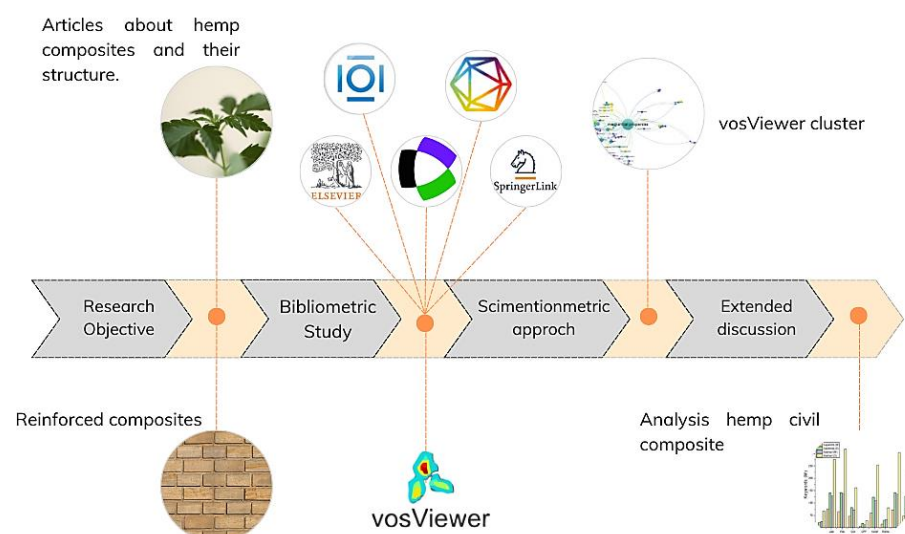 Articles about hemp
composites and their
structure.
IOI
ELSEVIER
SpringerLink
vosViewer cluster
Research
Objective
Bibliometric
Study
Scimentionmetric
approch
Extended
discussion
Reinforced composites
vosViewer
Analysis hemp civil
composite